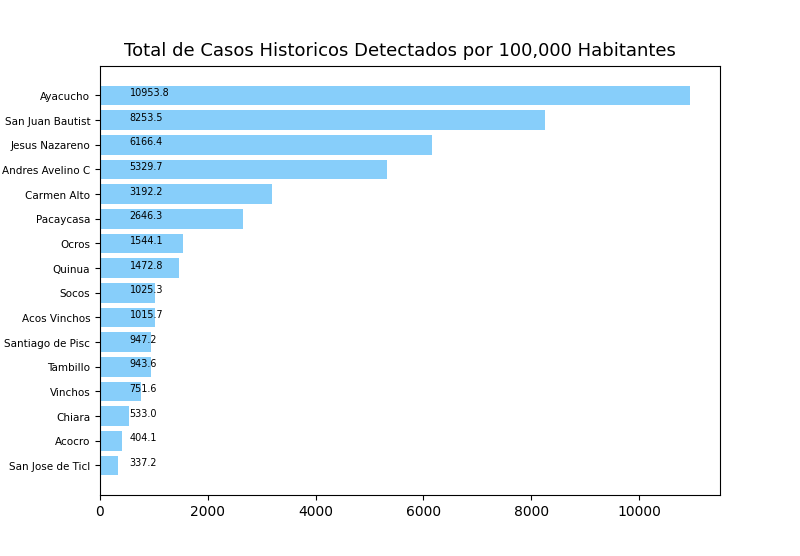 Total de Casos Historicos Detectados por 100,000 Habitantes
Ayacucho 10953.8
San Juan Bautist 8253.5
Jesus Nazareno 6166.4
Andres Avelino C 5329.7
Carmen Alto 3192.2
Pacaycasa 2646.3
Ocros 1544.1
Quinua 1472.8
Socos 1025.3
Acos Vinchos 1015.7
Santiago de Pisc 947.2
Tambillo 943.6
Vinchos 751.6
Chiara 533.0
Acocro 404.1
San Jose de Ticl 337.2
0 2000 4000 6000 8000 10000